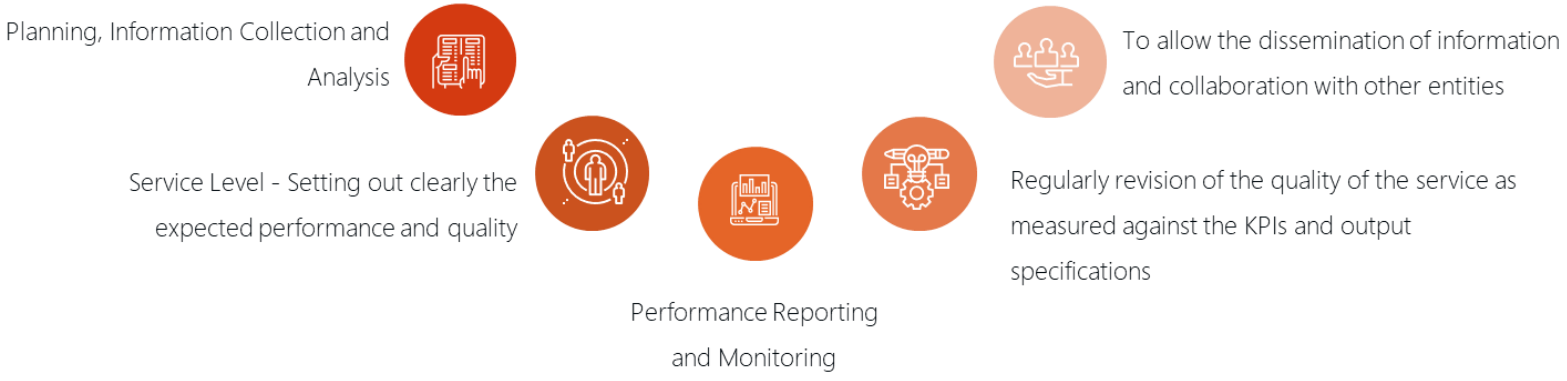 Planning, Information Collection and
Analysis
Service Level - Setting out clearly the
expected performance and quality
Performance Reporting
and Monitoring
Regularly revision of the quality of the service as
measured against the KPIs and output
specifications
To allow the dissemination of information
and collaboration with other entities